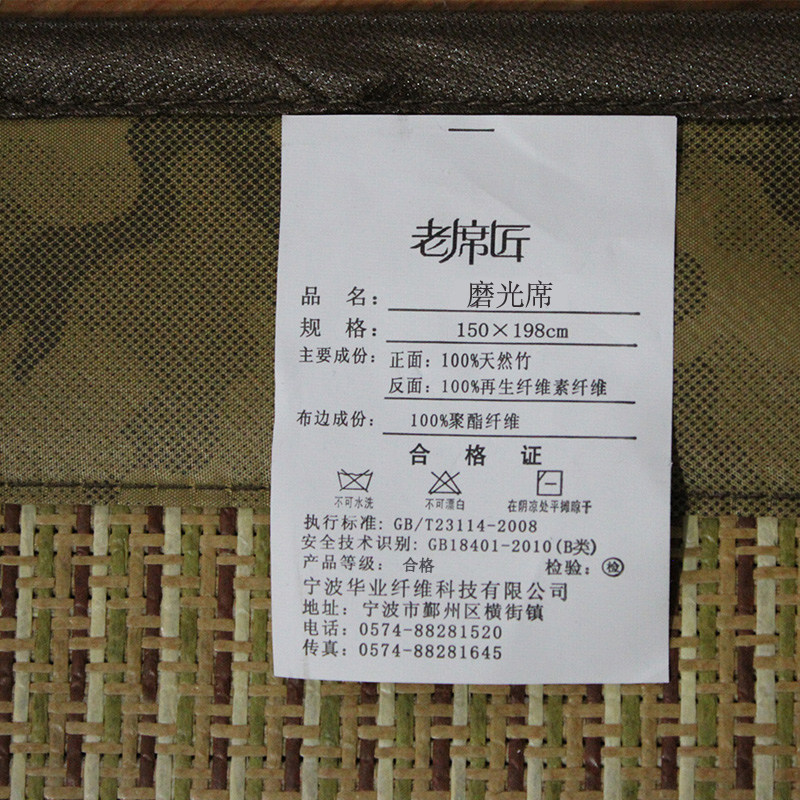 老席匠
品 名： 磨光席
规 格： 150×198cm
主要成份： 正面：100%天然竹
反面：100%再生纤维素纤维
布边成份： 100%聚酯纤维
合 格 证
不可水洗 不可漂白 在阴凉处平摊晾干
执行标准：GB/T23114-2008
安全技术识别：GB18401-2010(B类)
产品等级： 合格 检验：检
宁波华业纤维科技有限公司
地址：宁波市鄞州区横街镇
电话：0574-88281520
传真：0574-88281645